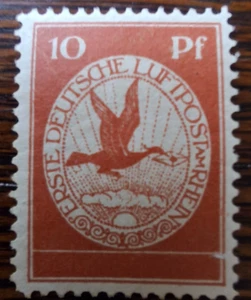 10 Pf
ERSTE DEUTSCHE LUFTPOST AM RHEIN